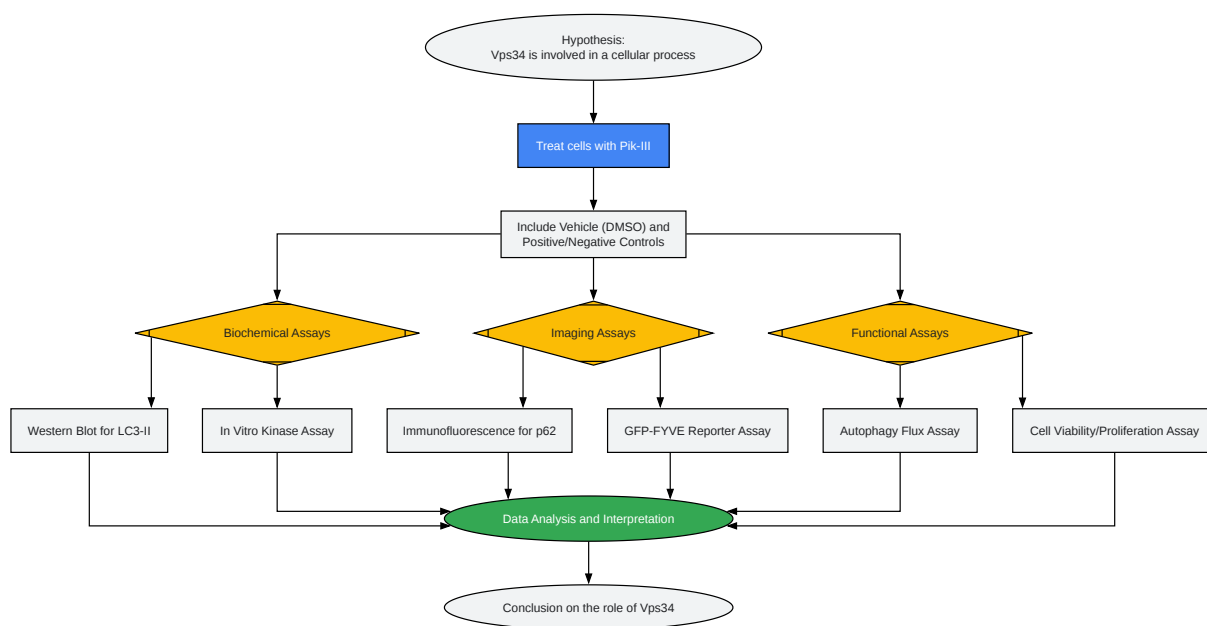 Hypothesis:
Vps34 is involved in a cellular process
Treat cells with Pik-III
Include Vehicle (DMSO) and
Positive/Negative Controls
Biochemical Assays
Imaging Assays
Functional Assays
Western Blot for LC3-II
In Vitro Kinase Assay
Immunofluorescence for p62
GFP-FYVE Reporter Assay
Autophagy Flux Assay
Cell Viability/Proliferation Assay
Data Analysis and Interpretation
Conclusion on the role of Vps34